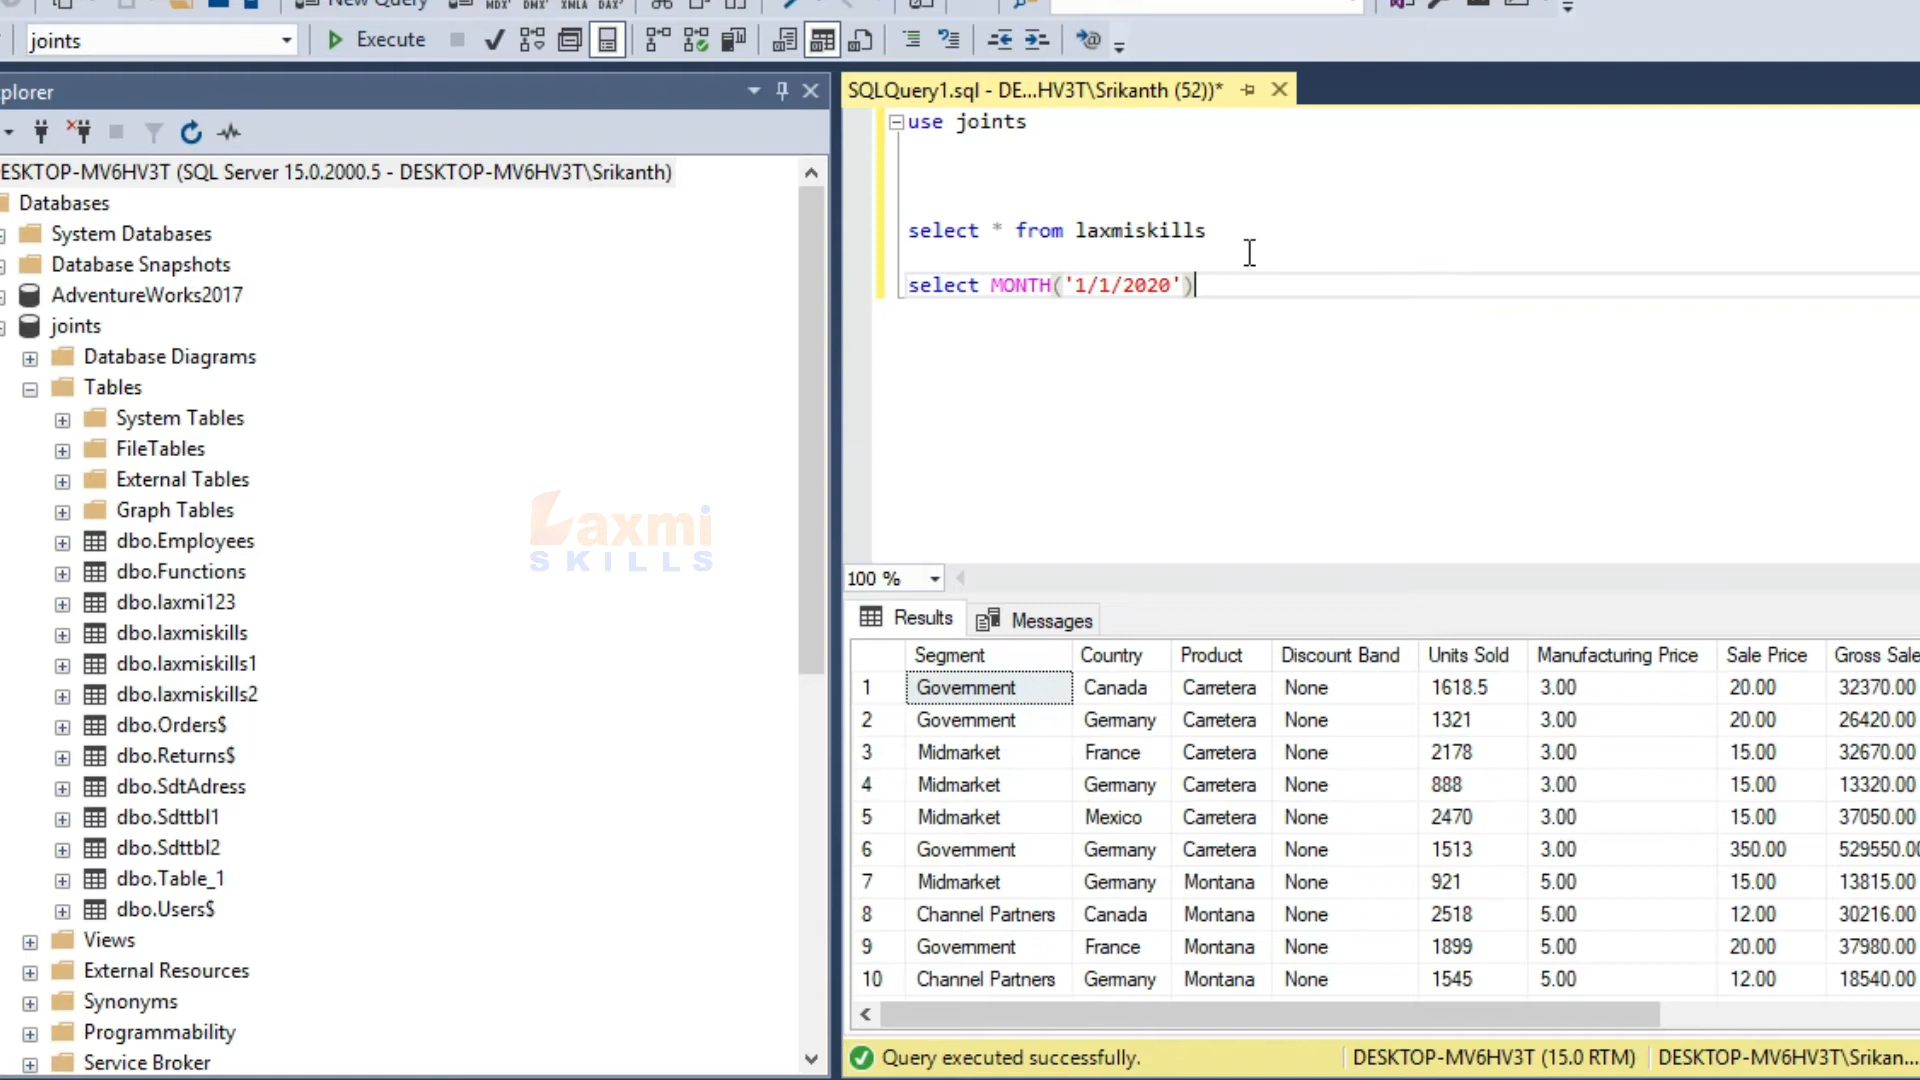 New Query MDX DMX XMLA DAX
joints Execute
plorer
ESKTOP-MV6HV3T (SQL Server 15.0.2000.5 - DESKTOP-MV6HV3T\Srikanth)
Databases
System Databases
Database Snapshots
AdventureWorks2017
joints
Database Diagrams
Tables
System Tables
FileTables
External Tables
Graph Tables
dbo.Employees
dbo.Functions
dbo.laxmi123
dbo.laxmiskills
dbo.laxmiskills1
dbo.laxmiskills2
dbo.Orders$
dbo.Returns$
dbo.SdtAdress
dbo.Sdttbl1
dbo.Sdttbl2
dbo.Table_1
dbo.Users$
Views
External Resources
Synonyms
Programmability
Service Broker
Laxmi
SKILLS
SQLQuery1.sql - DE...HV3T\Srikanth (52))*
use joints
select * from laxmiskills
select MONTH('1/1/2020')
100 %
Results Messages
Segment Country Product Discount Band Units Sold Manufacturing Price Sale Price Gross Sale
1 Government Canada Carretera None 1618.5 3.00 20.00 32370.00
2 Government Germany Carretera None 1321 3.00 20.00 26420.00
3 Midmarket France Carretera None 2178 3.00 15.00 32670.00
4 Midmarket Germany Carretera None 888 3.00 15.00 13320.00
5 Midmarket Mexico Carretera None 2470 3.00 15.00 37050.00
6 Government Germany Carretera None 1513 3.00 350.00 529550.00
7 Midmarket Germany Montana None 921 5.00 15.00 13815.00
8 Channel Partners Canada Montana None 2518 5.00 12.00 30216.00
9 Government France Montana None 1899 5.00 20.00 37980.00
10 Channel Partners Germany Montana None 1545 5.00 12.00 18540.00
Query executed successfully. DESKTOP-MV6HV3T (15.0 RTM) DESKTOP-MV6HV3T\Srikan...